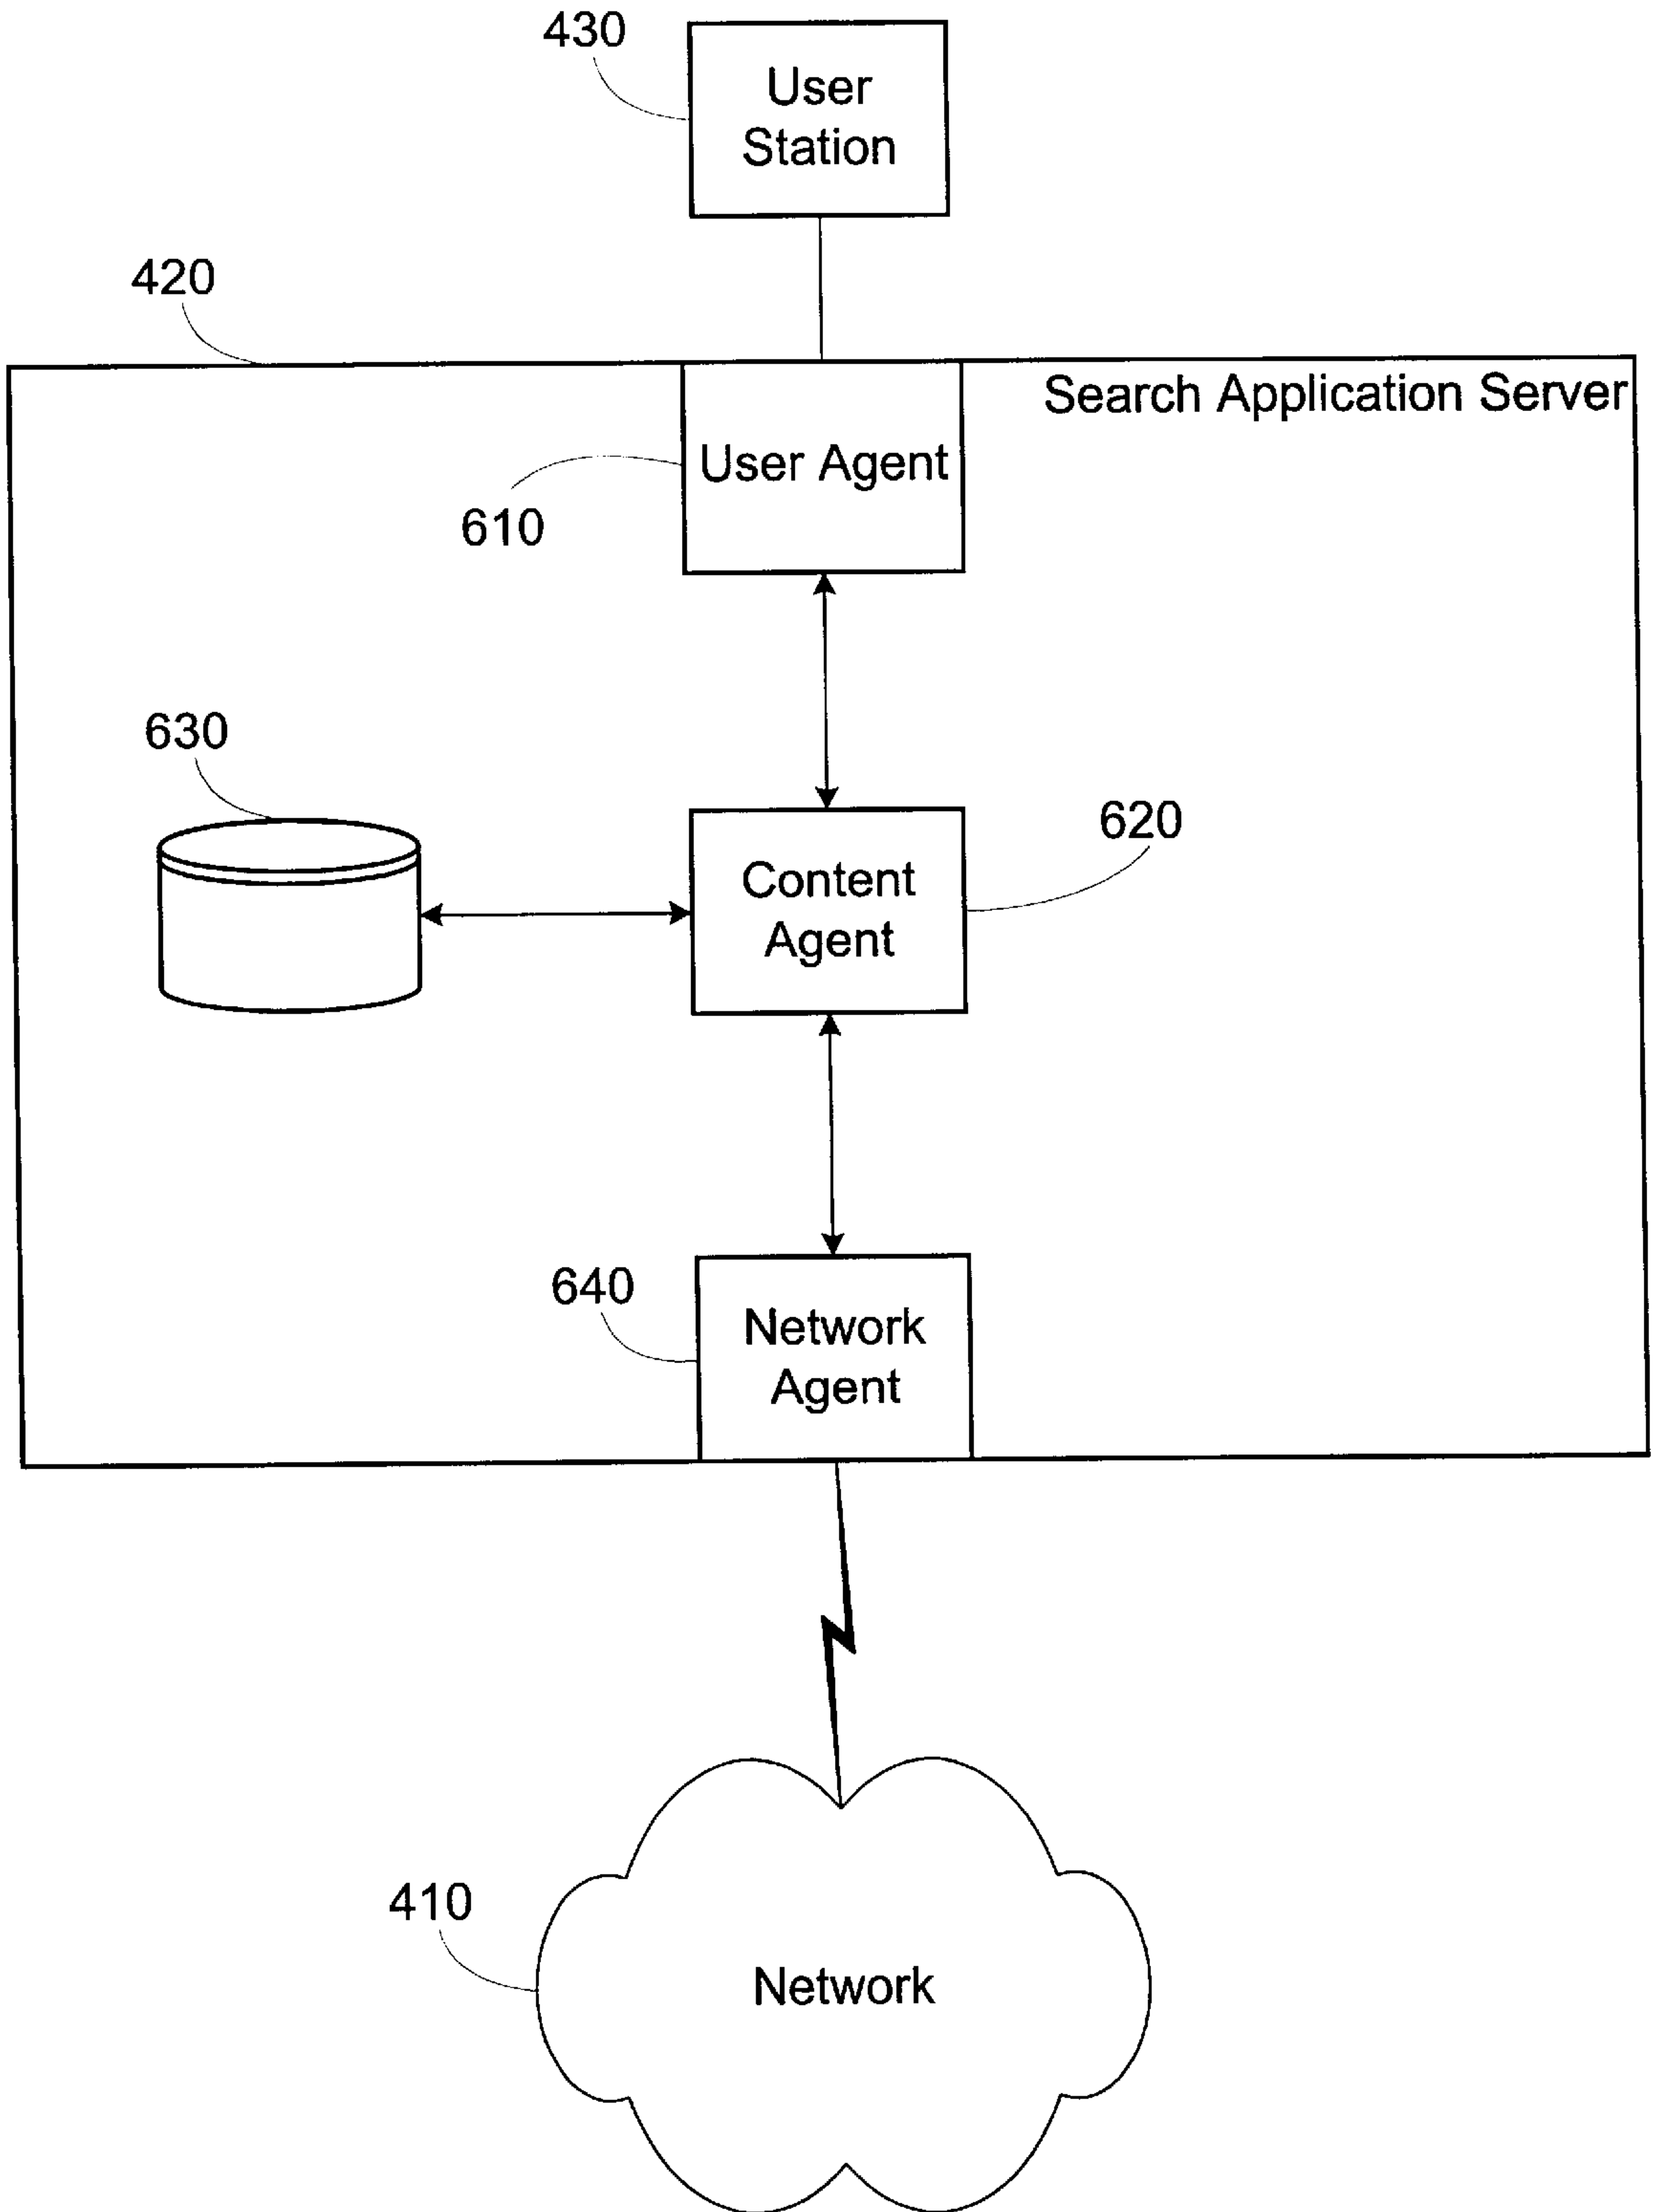 430
User
Station
420
Search Application Server
User Agent
610
630
620
Content
Agent
640
Network
Agent
410
Network